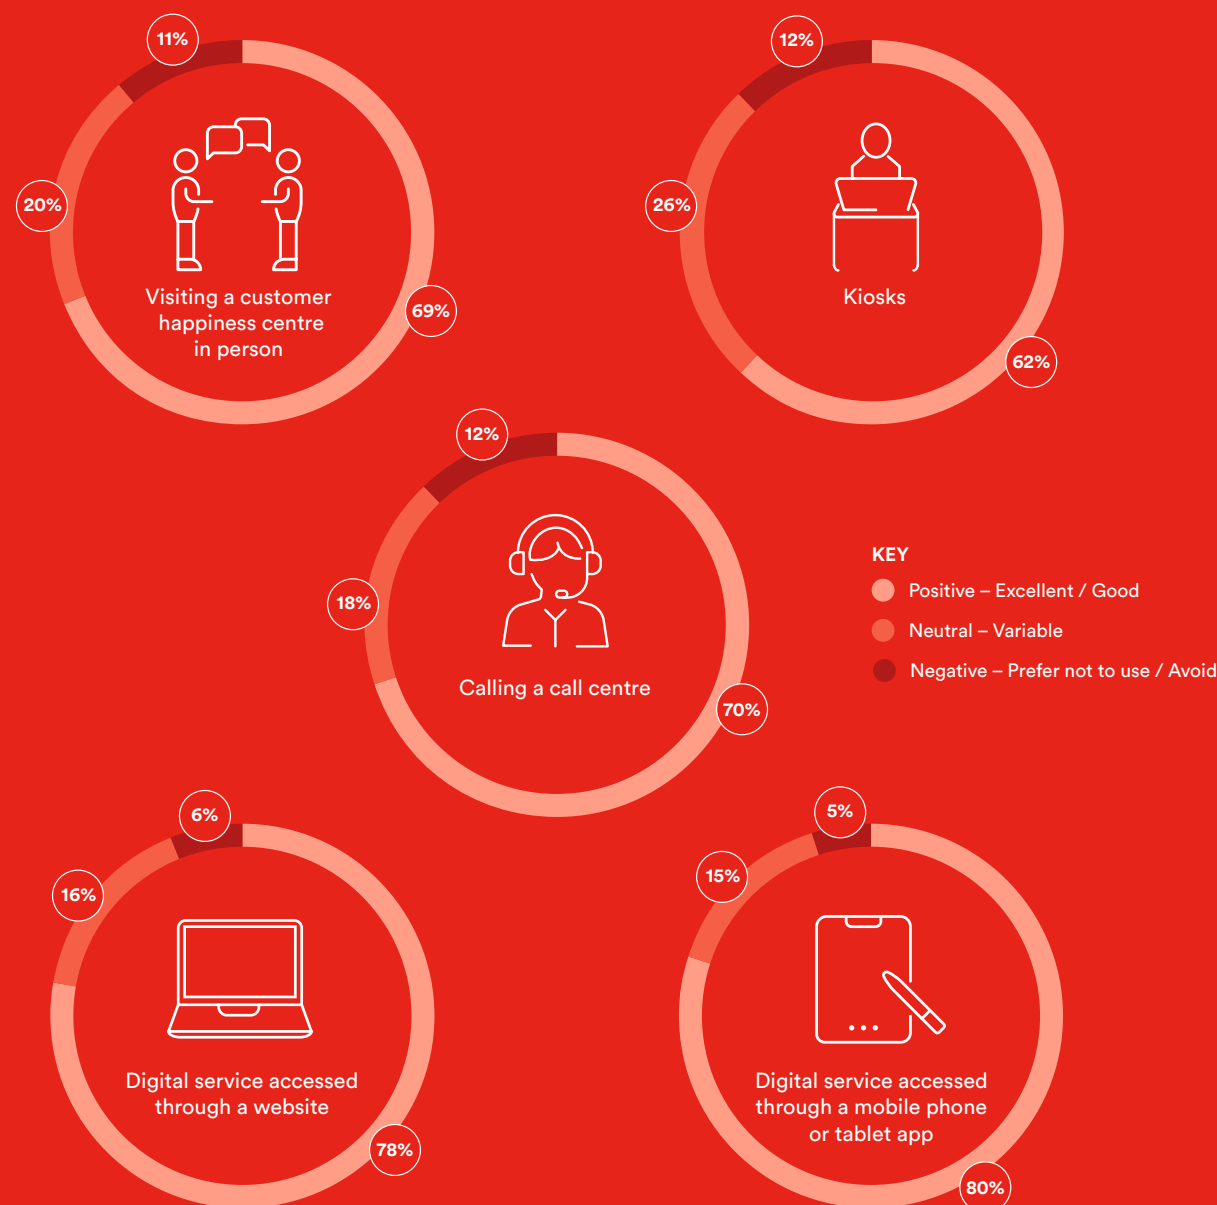 11%
20%
Visiting a customer
happiness centre
in person
69%
12%
26%
Kiosks
62%
12%
18%
Calling a call centre
70%
KEY
Positive – Excellent / Good
Neutral – Variable
Negative – Prefer not to use / Avoid
6%
16%
Digital service accessed
through a website
78%
5%
15%
Digital service accessed
through a mobile phone
or tablet app
80%